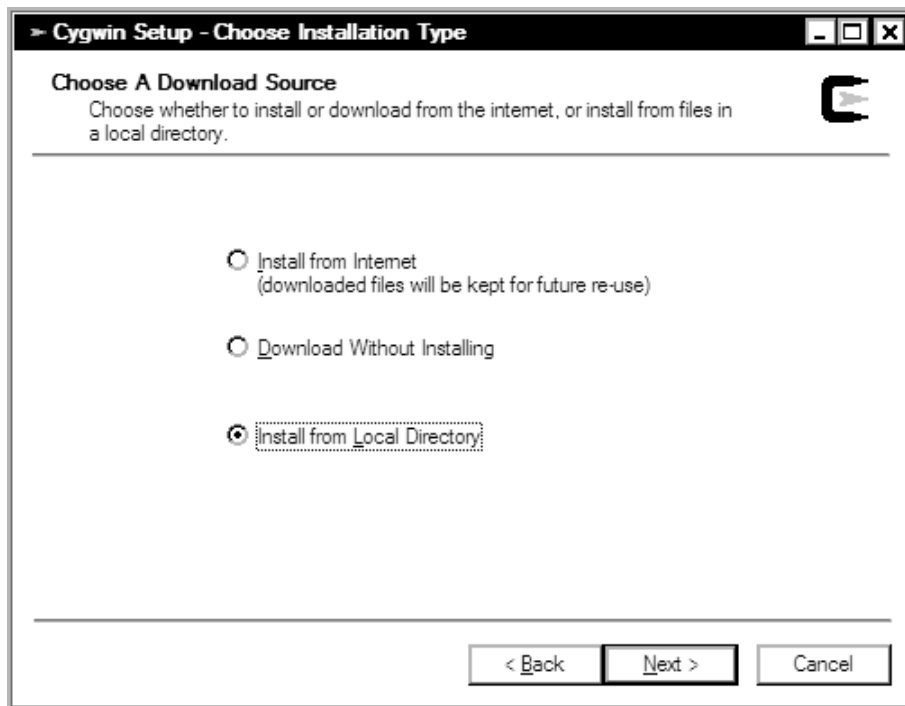 Cygwin Setup - Choose Installation Type
Choose A Download Source
Choose whether to install or download from the internet, or install from files in
a local directory.
Install from Internet
(downloaded files will be kept for future re-use)
Download Without Installing
Install from Local Directory
< Back
Next >
Cancel